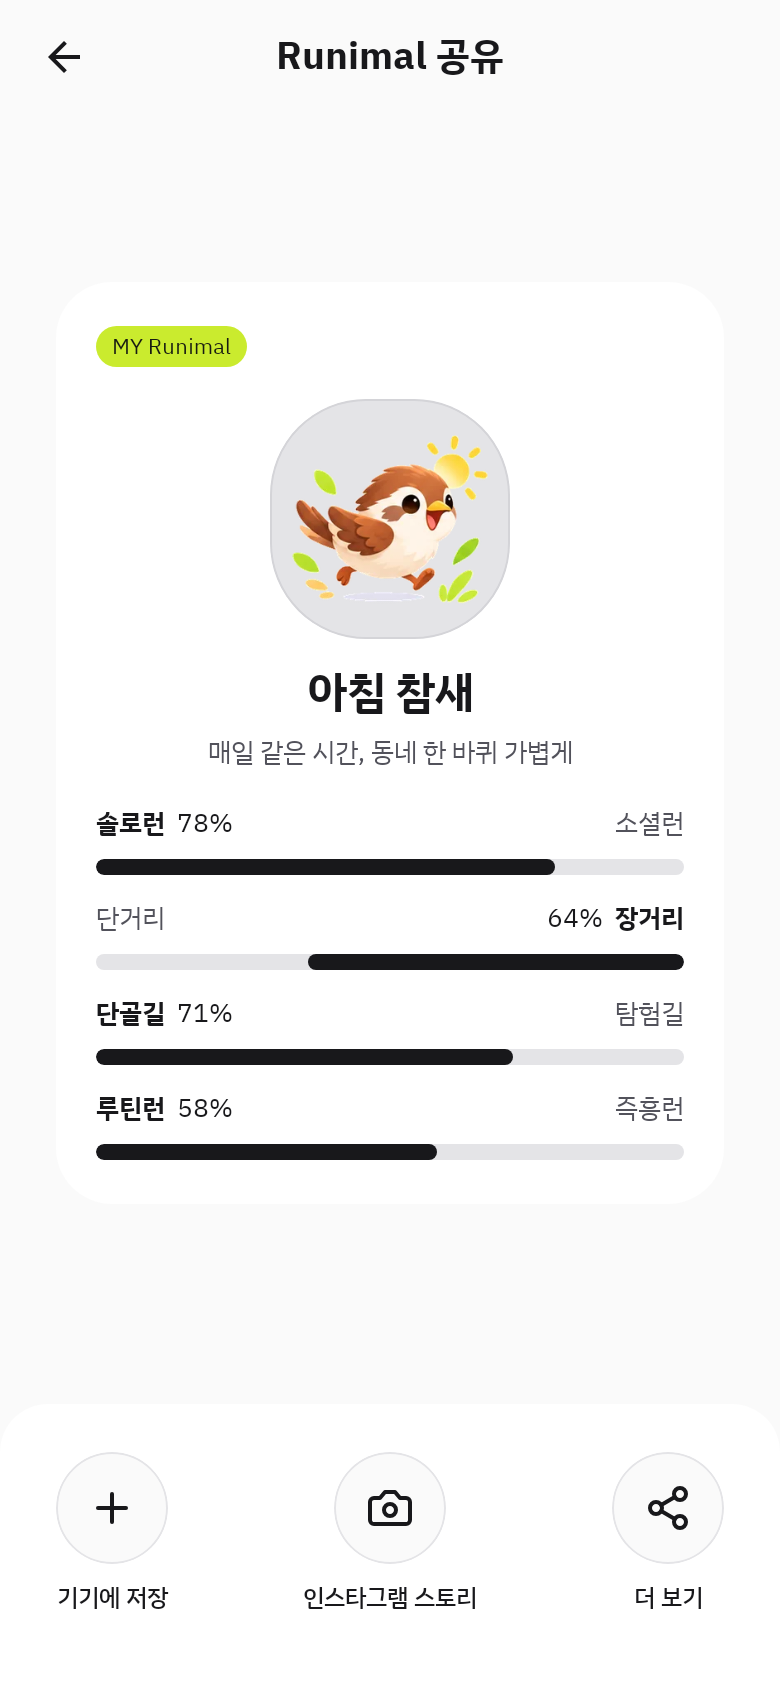 Runimal 공유
MY Runimal
아침 참새
매일 같은 시간, 동네 한 바퀴 가볍게
솔로런 78% 소셜런
단거리 64% 장거리
단골길 71% 탐험길
루틴런 58% 즉흥런
기기에 저장 인스타그램 스토리 더 보기